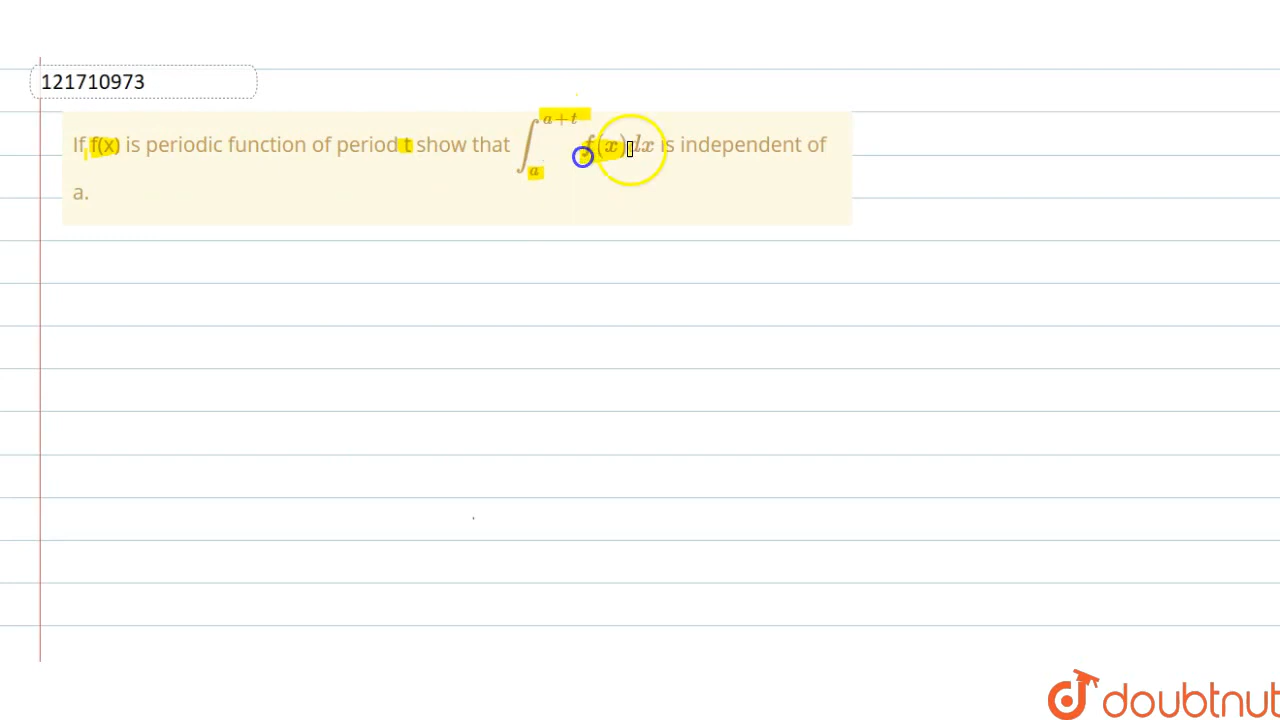 121710973
If f(x) is periodic function of period t show that ∫_a^{a+t} f(x) dx is independent of
a.
doubtnut